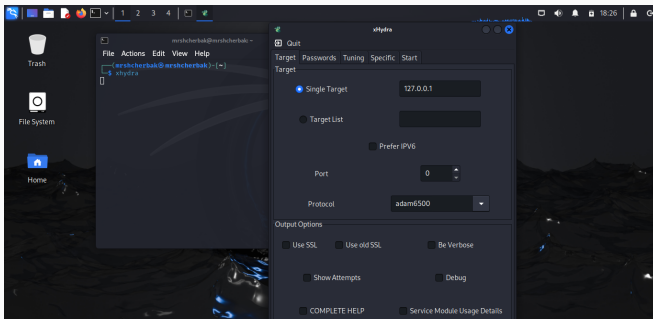 1 2 3 4
18:26
mrshcherbak@mrshcherbak: ~
File Actions Edit View Help
(mrshcherbak㉿mrshcherbak)-[~]
$ xhydra
Trash
File System
Home
xHydra
Quit
Target Passwords Tuning Specific Start
Target
Single Target 127.0.0.1
Target List
Prefer IPV6
Port 0
Protocol adam6500
Output Options
Use SSL Use old SSL Be Verbose
Show Attempts Debug
COMPLETE HELP Service Module Usage Details